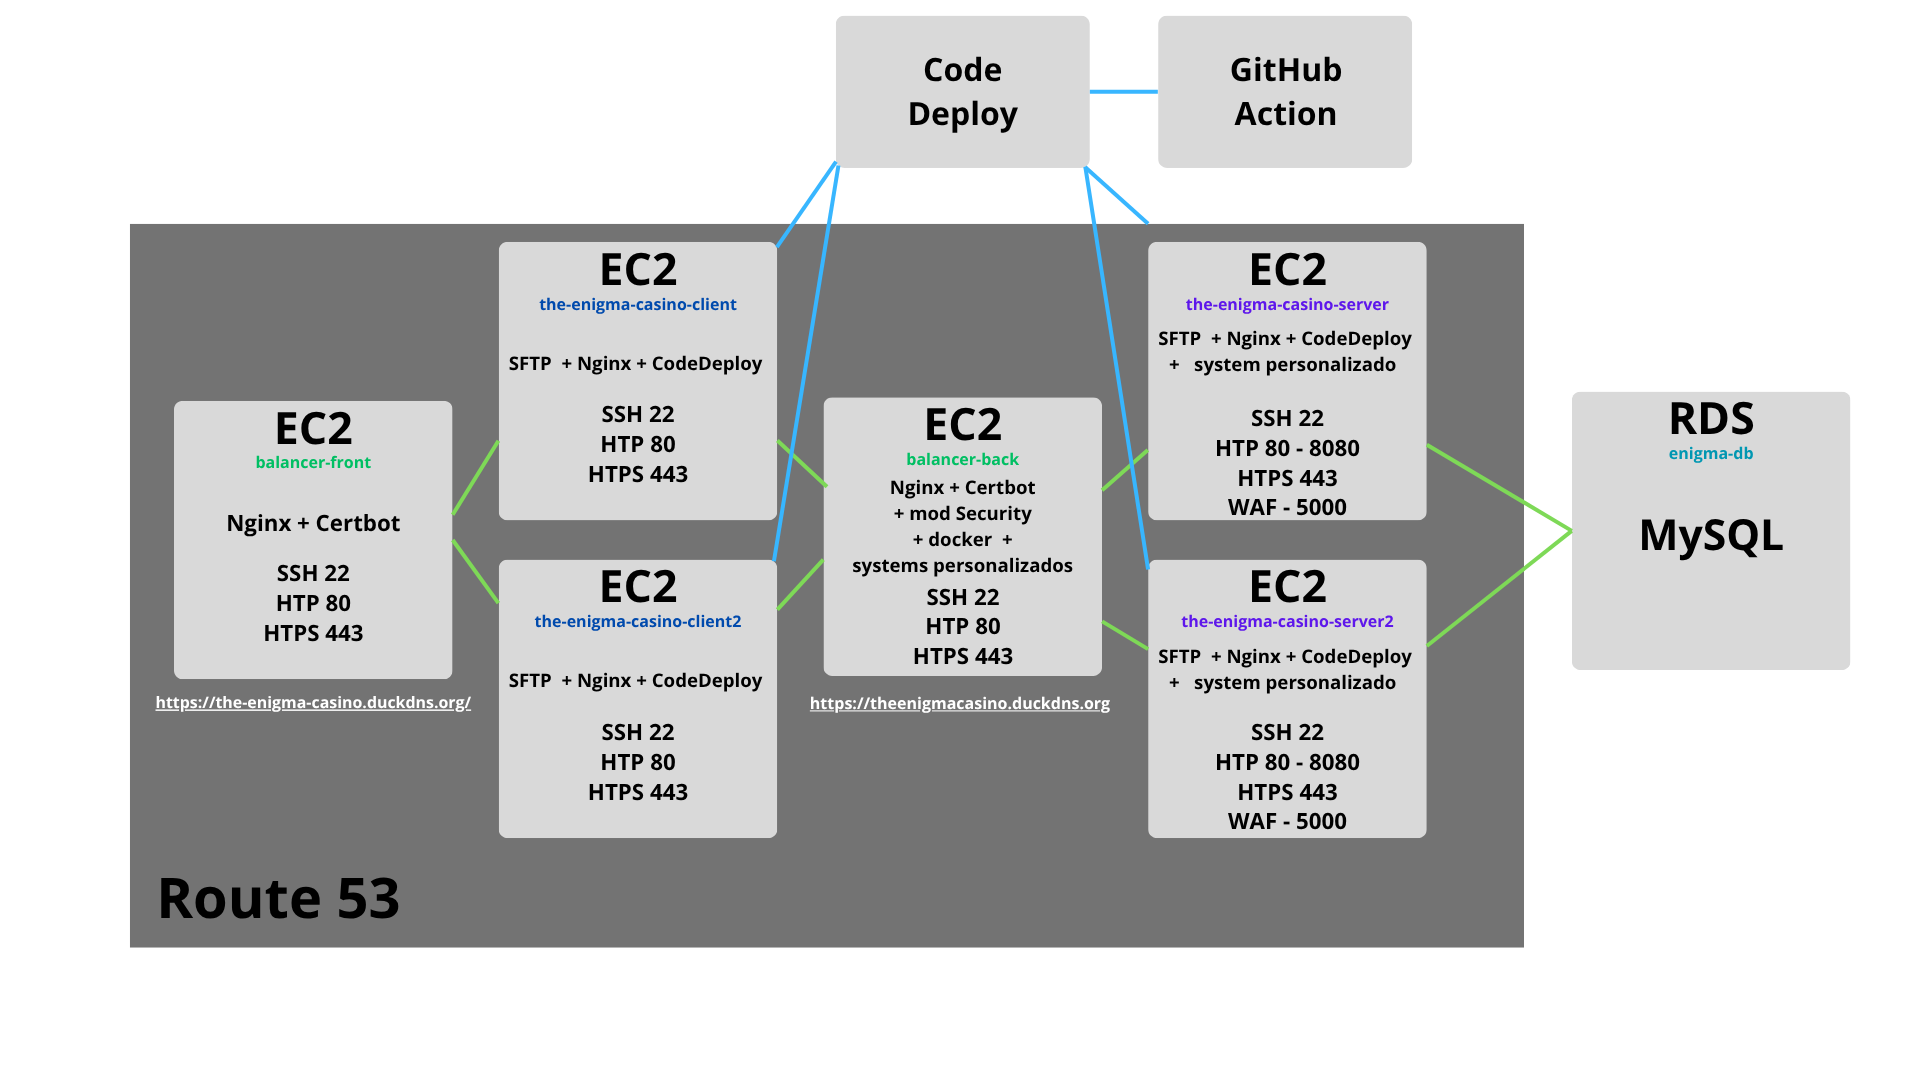 Code
Deploy
GitHub
Action
EC2
balancer-front
Nginx + Certbot
SSH 22
HTP 80
HTPS 443
https://the-enigma-casino.duckdns.org/
EC2
the-enigma-casino-client
SFTP + Nginx + CodeDeploy
SSH 22
HTP 80
HTPS 443
EC2
the-enigma-casino-client2
SFTP + Nginx + CodeDeploy
SSH 22
HTP 80
HTPS 443
EC2
balancer-back
Nginx + Certbot
+ mod Security
+ docker +
systems personalizados
SSH 22
HTP 80
HTPS 443
https://theenigmacasino.duckdns.org
EC2
the-enigma-casino-server
SFTP + Nginx + CodeDeploy
+ system personalizado
SSH 22
HTP 80 - 8080
HTPS 443
WAF - 5000
EC2
the-enigma-casino-server2
SFTP + Nginx + CodeDeploy
+ system personalizado
SSH 22
HTP 80 - 8080
HTPS 443
WAF - 5000
RDS
enigma-db
MySQL
Route 53